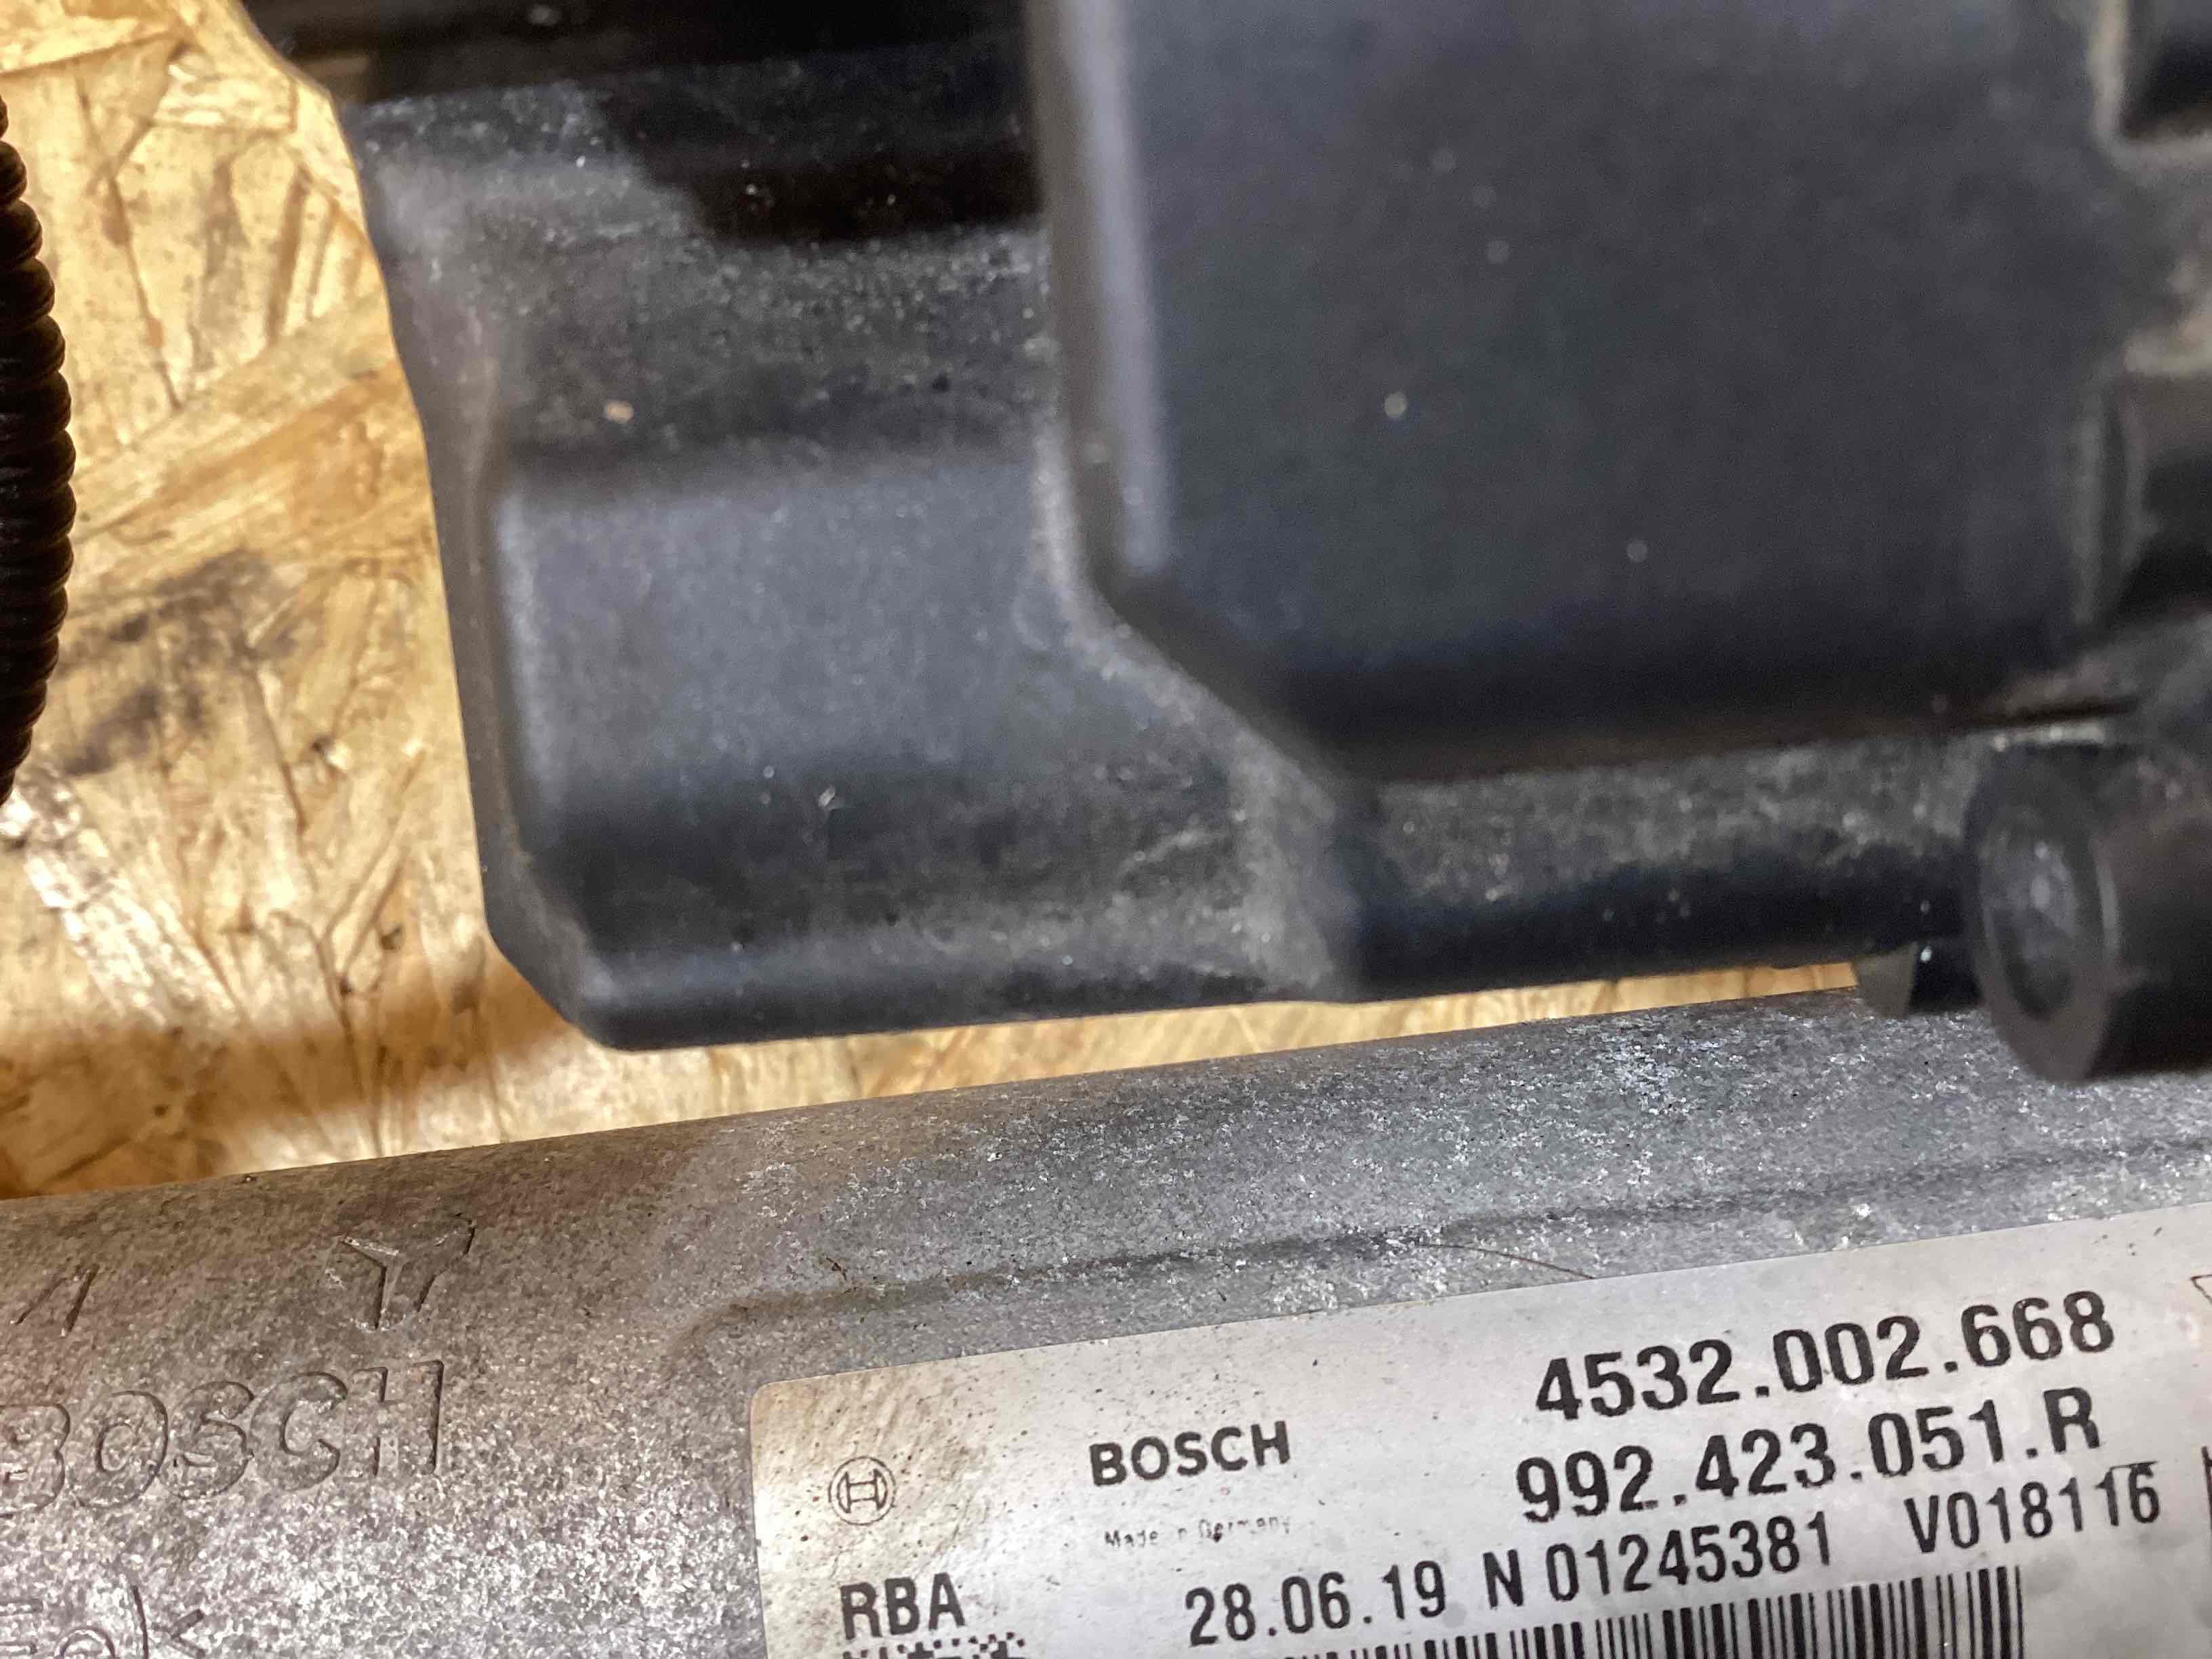 BOSCH
BOSCH
Made in Germany
4532.002.668
992.423.051.R
RBA
28.06.19 N 01245381 V018116